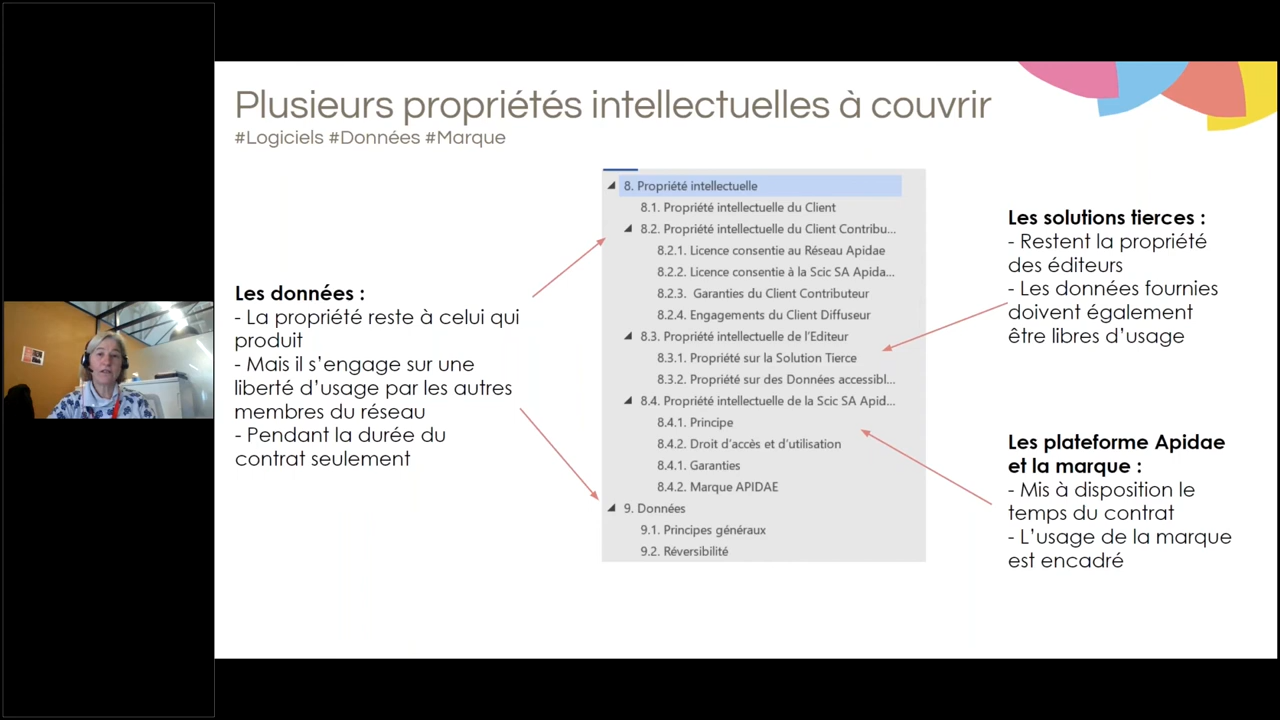 Plusieurs propriétés intellectuelles à couvrir
#Logiciels #Données #Marque
Les données :
- La propriété reste à celui qui
produit
- Mais il s’engage sur une
liberté d’usage par les autres
membres du réseau
- Pendant la durée du
contrat seulement
8. Propriété intellectuelle
8.1. Propriété intellectuelle du Client
8.2. Propriété intellectuelle du Client Contribu...
8.2.1. Licence consentie au Réseau Apidae
8.2.2. Licence consentie à la Scic SA Apida...
8.2.3. Garanties du Client Contributeur
8.2.4. Engagements du Client Diffuseur
8.3. Propriété intellectuelle de l'Editeur
8.3.1. Propriété sur la Solution Tierce
8.3.2. Propriété sur des Données accessibl...
8.4. Propriété intellectuelle de la Scic SA Apid...
8.4.1. Principe
8.4.2. Droit d'accès et d'utilisation
8.4.1. Garanties
8.4.2. Marque APIDAE
9. Données
9.1. Principes généraux
9.2. Réversibilité
Les solutions tierces :
- Restent la propriété
des éditeurs
- Les données fournies
doivent également
être libres d’usage
Les plateforme Apidae
et la marque :
- Mis à disposition le
temps du contrat
- L’usage de la marque
est encadré